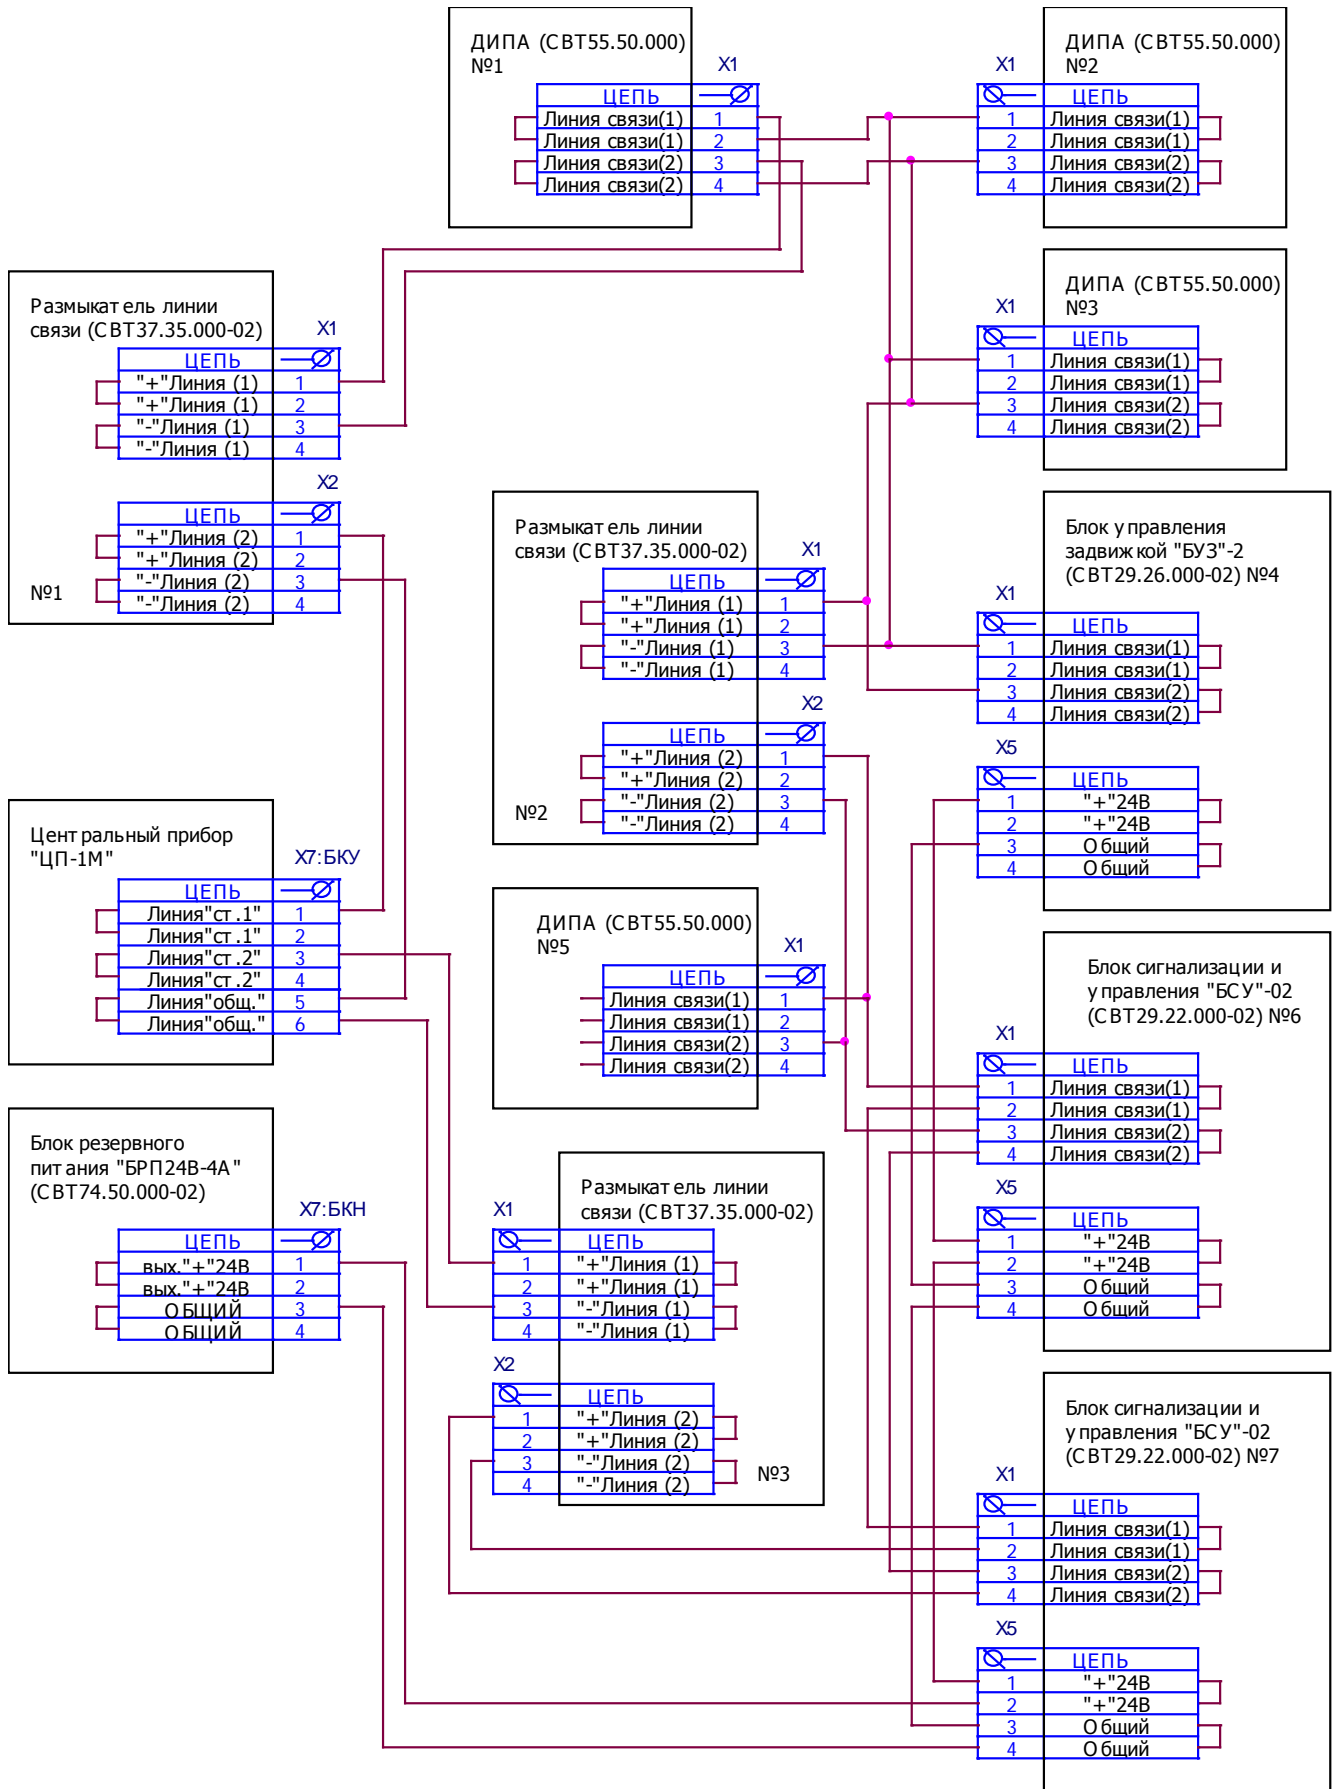 ДИПА (СВТ55.50.000)
№1
X1
ЦЕПЬ
Линия связи(1) 1
Линия связи(1) 2
Линия связи(2) 3
Линия связи(2) 4
ДИПА (СВТ55.50.000)
№2
X1
ЦЕПЬ
1 Линия связи(1)
2 Линия связи(1)
3 Линия связи(2)
4 Линия связи(2)
Размыкатель линии
связи (СВТ37.35.000-02)
X1
ЦЕПЬ
"+"Линия (1) 1
"+"Линия (1) 2
"-"Линия (1) 3
"-"Линия (1) 4
X2
ЦЕПЬ
"+"Линия (2) 1
"+"Линия (2) 2
"-"Линия (2) 3
"-"Линия (2) 4
№1
ДИПА (СВТ55.50.000)
№3
X1
ЦЕПЬ
1 Линия связи(1)
2 Линия связи(1)
3 Линия связи(2)
4 Линия связи(2)
Размыкатель линии
связи (СВТ37.35.000-02)
X1
ЦЕПЬ
"+"Линия (1) 1
"+"Линия (1) 2
"-"Линия (1) 3
"-"Линия (1) 4
X2
ЦЕПЬ
"+"Линия (2) 1
"+"Линия (2) 2
"-"Линия (2) 3
"-"Линия (2) 4
№2
Блок управления
задвижкой "БУЗ"-2
(СВТ29.26.000-02) №4
X1
ЦЕПЬ
1 Линия связи(1)
2 Линия связи(1)
3 Линия связи(2)
4 Линия связи(2)
X5
ЦЕПЬ
1 "+"24В
2 "+"24В
3 Общий
4 Общий
Центральный прибор
"ЦП-1М"
X7:БКУ
ЦЕПЬ
Линия"ст.1" 1
Линия"ст.1" 2
Линия"ст.2" 3
Линия"ст.2" 4
Линия"общ." 5
Линия"общ." 6
ДИПА (СВТ55.50.000)
№5
X1
ЦЕПЬ
Линия связи(1) 1
Линия связи(1) 2
Линия связи(2) 3
Линия связи(2) 4
Блок сигнализации и
управления "БСУ"-02
(СВТ29.22.000-02) №6
X1
ЦЕПЬ
1 Линия связи(1)
2 Линия связи(1)
3 Линия связи(2)
4 Линия связи(2)
X5
ЦЕПЬ
1 "+"24В
2 "+"24В
3 Общий
4 Общий
Блок резервного
питания "БРП24В-4А"
(СВТ74.50.000-02)
X7:БКН
ЦЕПЬ
вых."+"24В 1
вых."+"24В 2
ОБЩИЙ 3
ОБЩИЙ 4
Размыкатель линии
связи (СВТ37.35.000-02)
X1
ЦЕПЬ
1 "+"Линия (1)
2 "+"Линия (1)
3 "-"Линия (1)
4 "-"Линия (1)
X2
ЦЕПЬ
1 "+"Линия (2)
2 "+"Линия (2)
3 "-"Линия (2)
4 "-"Линия (2)
№3
Блок сигнализации и
управления "БСУ"-02
(СВТ29.22.000-02) №7
X1
ЦЕПЬ
1 Линия связи(1)
2 Линия связи(1)
3 Линия связи(2)
4 Линия связи(2)
X5
ЦЕПЬ
1 "+"24В
2 "+"24В
3 Общий
4 Общий